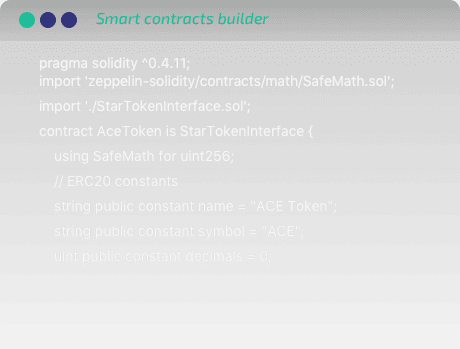 Smart contracts builder
pragma solidity ^0.4.11;
import 'zeppelin-solidity/contracts/math/SafeMath.sol';
import './StarTokenInterface.sol';
contract AceToken is StarTokenInterface {
using SafeMath for uint256;
// ERC20 constants
string public constant name = "ACE Token";
string public constant symbol = "ACE";
uint public constant decimals = 0;